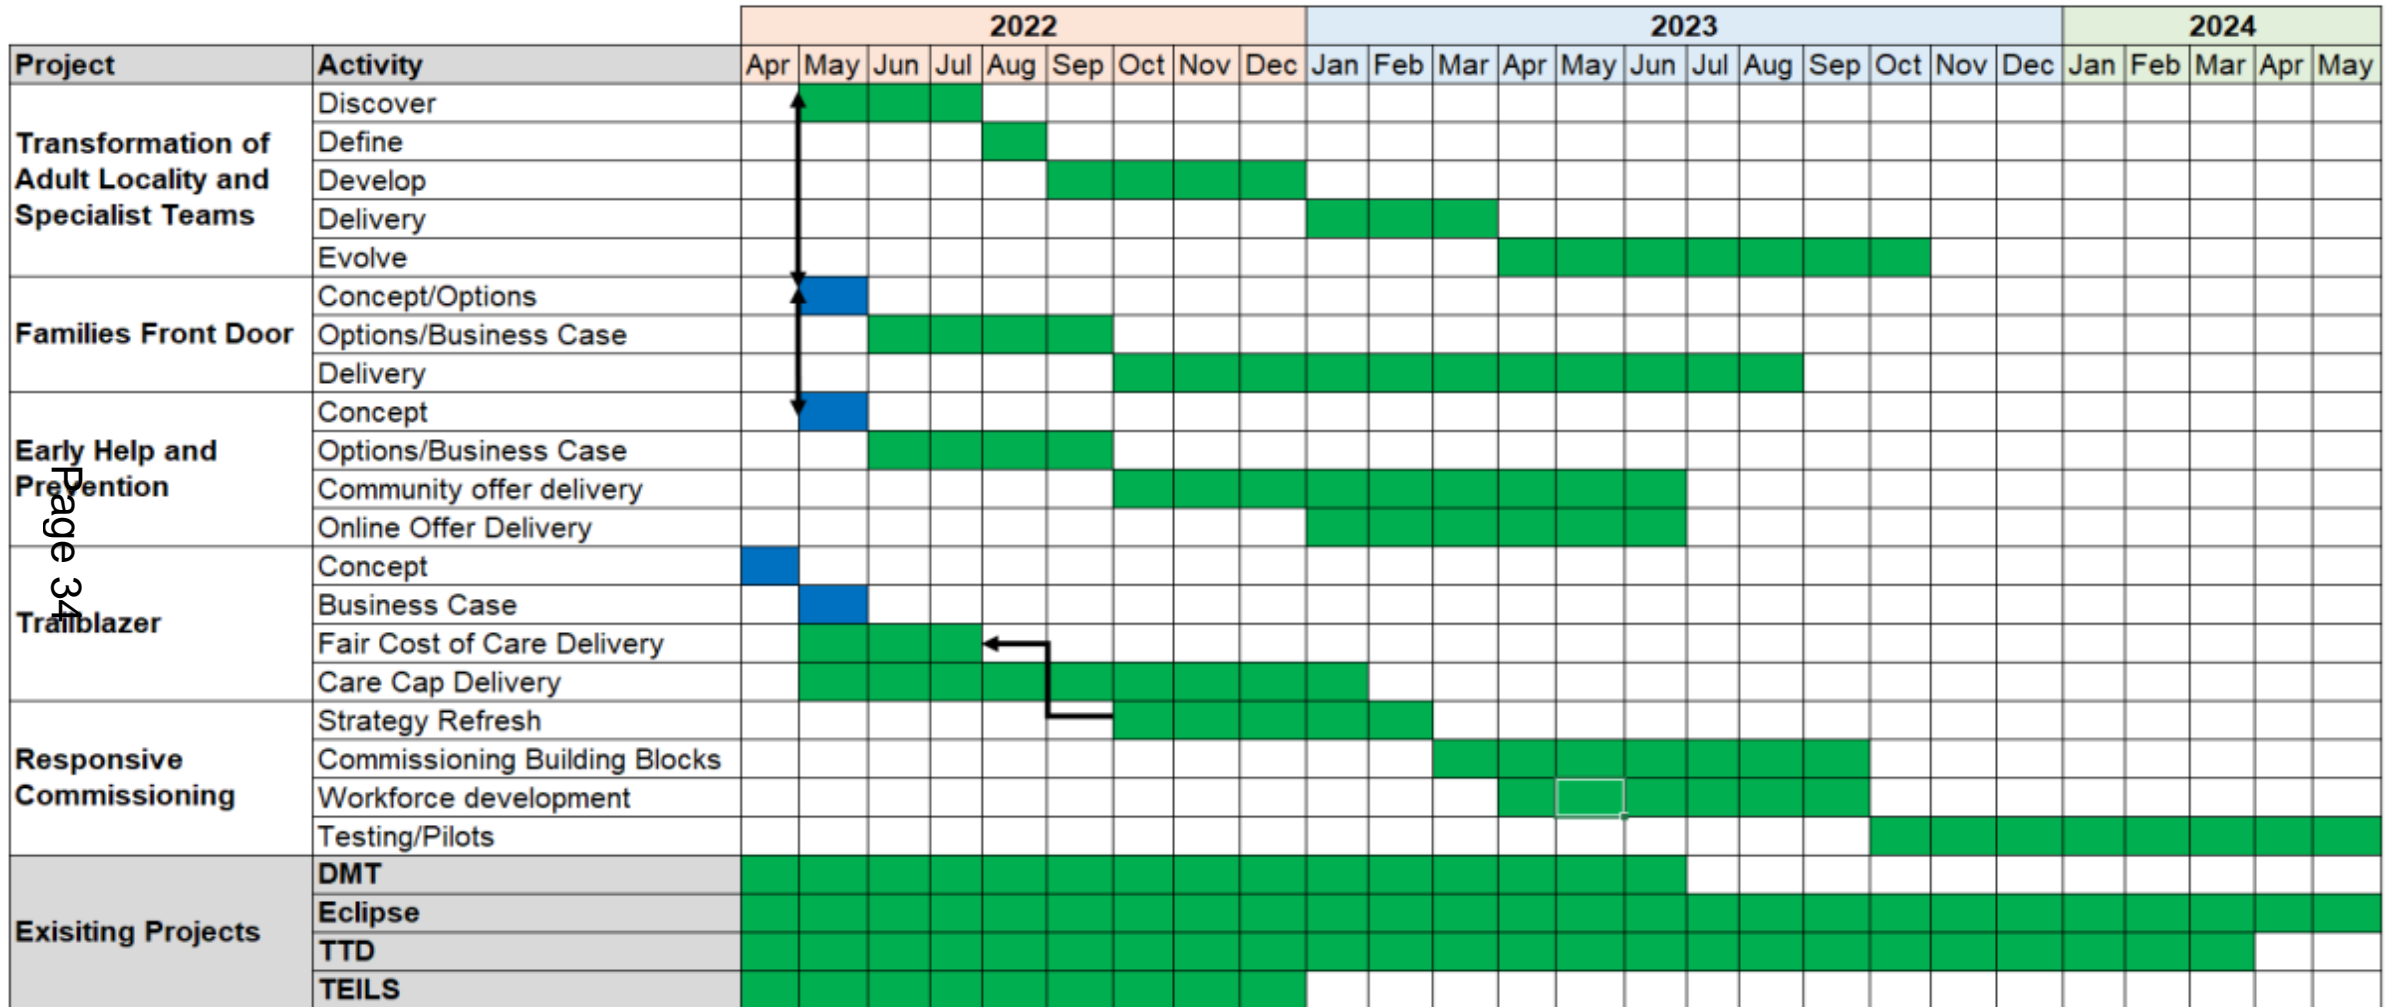 2022 2023 2024
Project Activity Apr May Jun Jul Aug Sep Oct Nov Dec Jan Feb Mar Apr May Jun Jul Aug Sep Oct Nov Dec Jan Feb Mar Apr May
Transformation of
Adult Locality and
Specialist Teams
Discover
Define
Develop
Delivery
Evolve
Families Front Door
Concept/Options
Options/Business Case
Delivery
Early Help and
Prevention
Concept
Options/Business Case
Community offer delivery
Online Offer Delivery
Trailblazer
Concept
Business Case
Fair Cost of Care Delivery
Care Cap Delivery
Responsive
Commissioning
Strategy Refresh
Commissioning Building Blocks
Workforce development
Testing/Pilots
Exisiting Projects
DMT
Eclipse
TTD
TEILS
Page 34